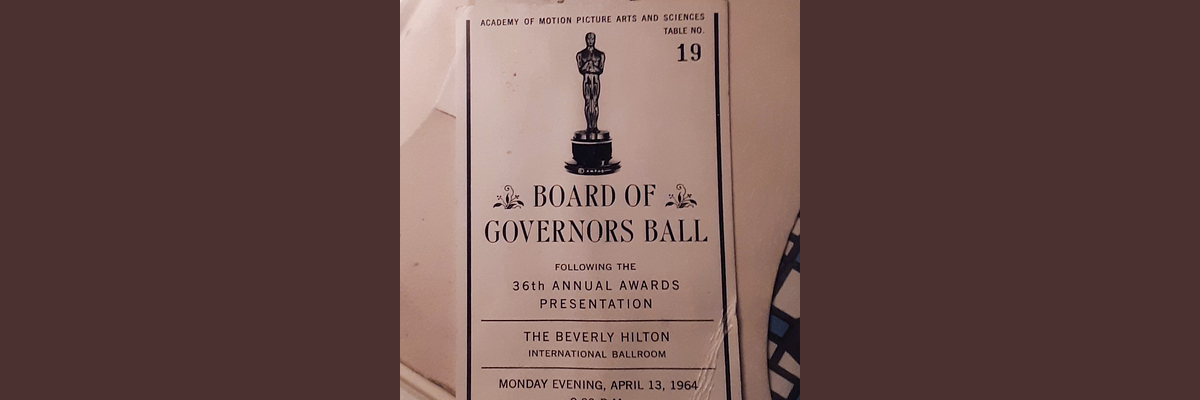 ACADEMY OF MOTION PICTURE ARTS AND SCIENCES
TABLE NO.
19
BOARD OF
GOVERNORS BALL
FOLLOWING THE
36th ANNUAL AWARDS
PRESENTATION
THE BEVERLY HILTON
INTERNATIONAL BALLROOM
MONDAY EVENING, APRIL 13, 1964